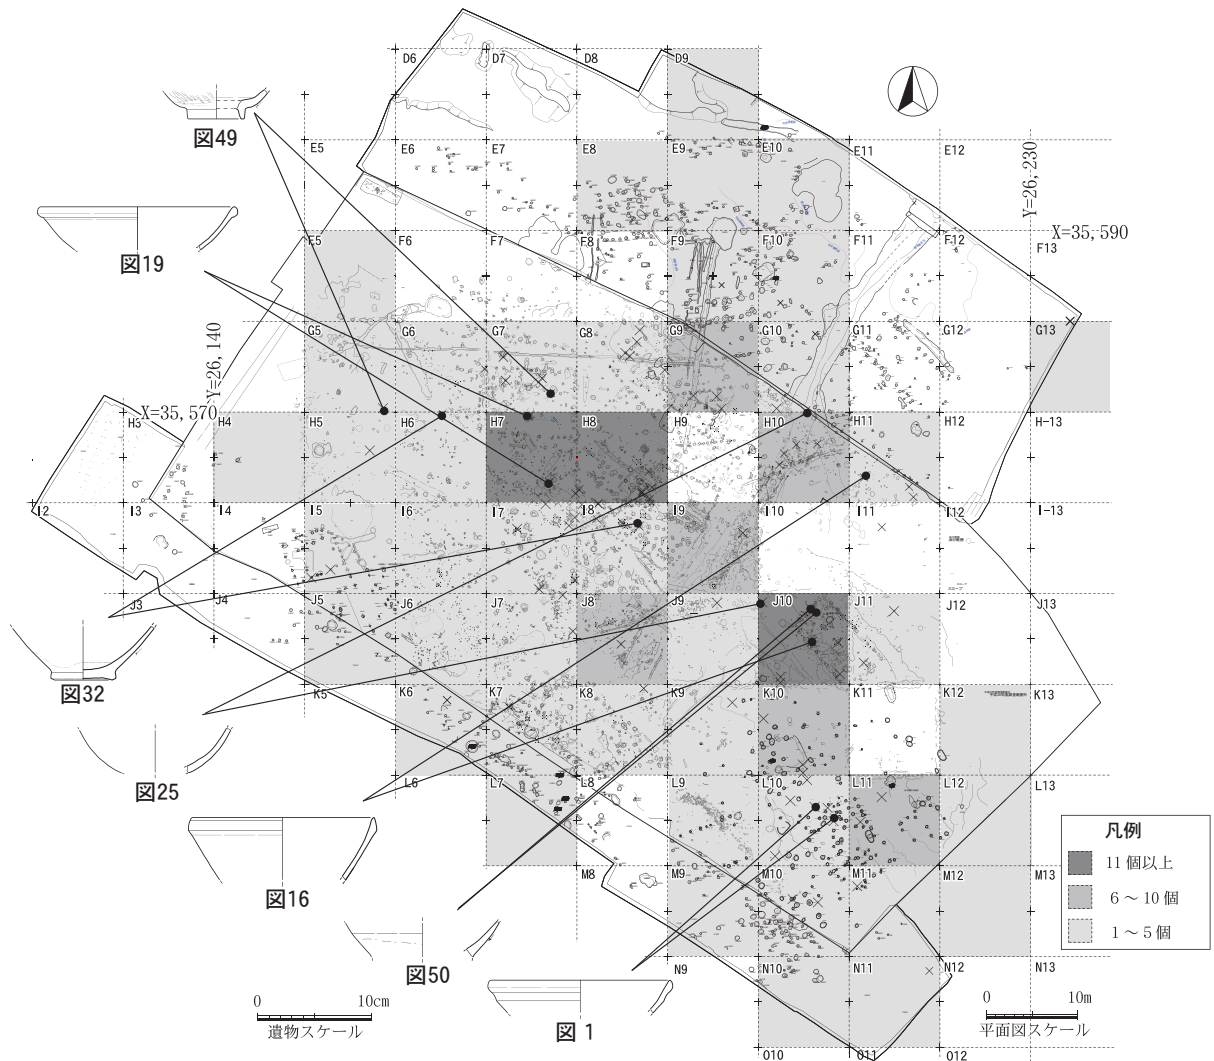 D6 D7 D8 D9
図49
E5 E6 E7 E8 E9 E10 E11 E12
Y=26,230
X=35,590
図19
F5 F6 F7 F8 F9 F10 F11 F12 F13
G5 G6 G7 G8 G9 G10 G11 G12 G13
Y=26,140
X=35,570
H3 H4 H5 H6 H7 H8 H9 H10 H11 H12 H-13
I2 I3 I4 I5 I6 I7 I8 I9 I10 I11 I12 I-13
J3 J4 J5 J6 J7 J8 J9 J10 J11 J12 J13
図32
K5 K6 K7 K8 K9 K10 K11 K12 K13
図25
L6 L7 L8 L9 L10 L11 L12 L13
凡例
11個以上
6～10個
1～5個
図16
M8 M9 M10 M11 M12 M13
図50
N9 N10 N11 N12 N13
0 10cm
遺物スケール
図1
0 10m
平面図スケール
O10 O11 O12